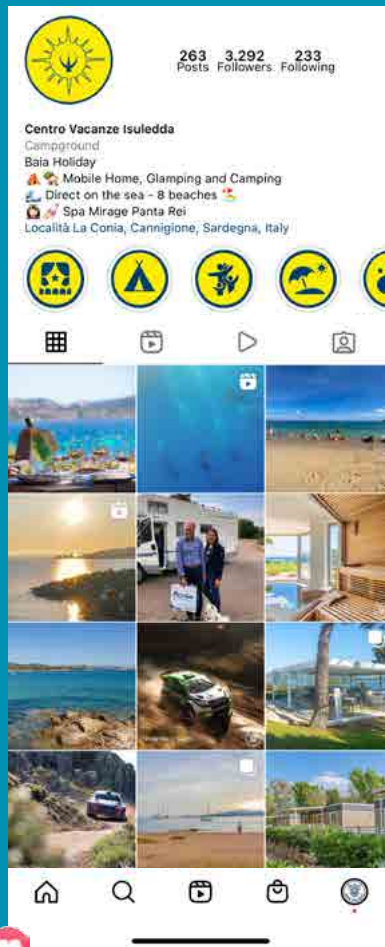 263 3.292 233
Posts Followers Following
Centro Vacanze Isuledda
Campground
Baia Holiday
Mobile Home, Glamping and Camping
Direct on the sea - 8 beaches
Spa Mirage Panta Rei
Località La Conia, Cannigione, Sardegna, Italy